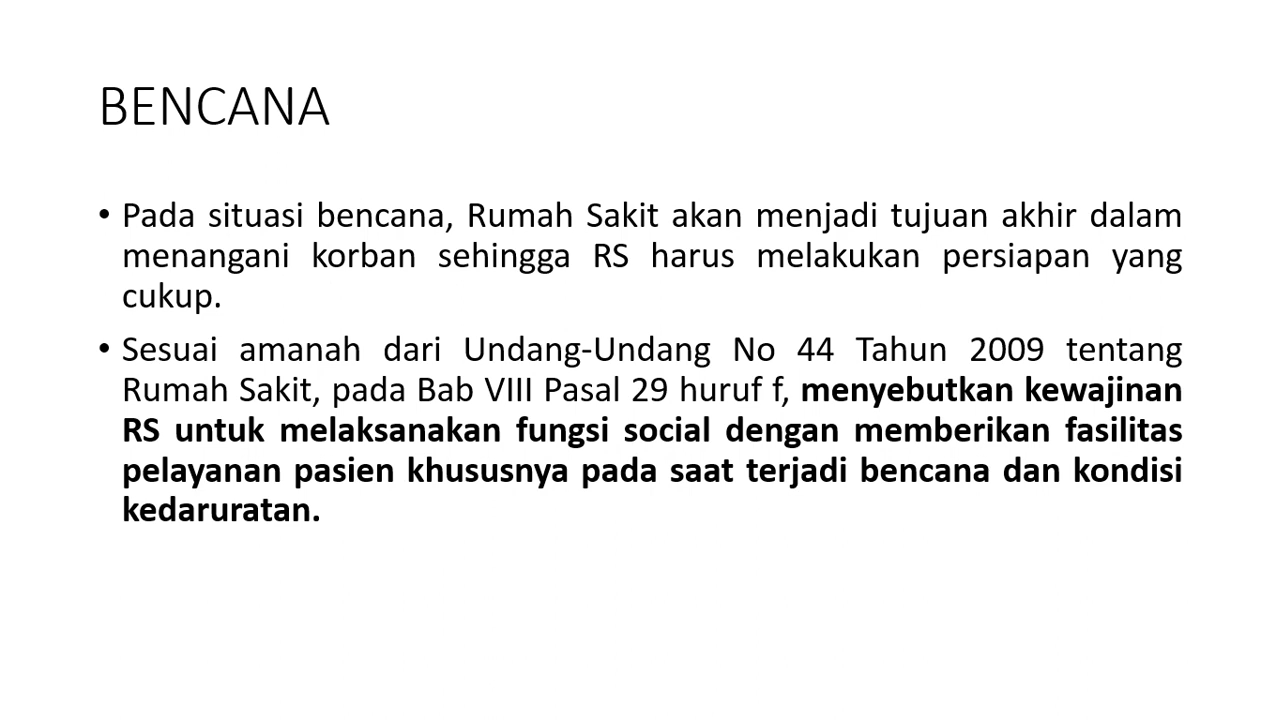 BENCANA
• Pada situasi bencana, Rumah Sakit akan menjadi tujuan akhir dalam
menangani korban sehingga RS harus melakukan persiapan yang
cukup.
• Sesuai amanah dari Undang-Undang No 44 Tahun 2009 tentang
Rumah Sakit, pada Bab VIII Pasal 29 huruf f, menyebutkan kewajinan
RS untuk melaksanakan fungsi social dengan memberikan fasilitas
pelayanan pasien khususnya pada saat terjadi bencana dan kondisi
kedaruratan.